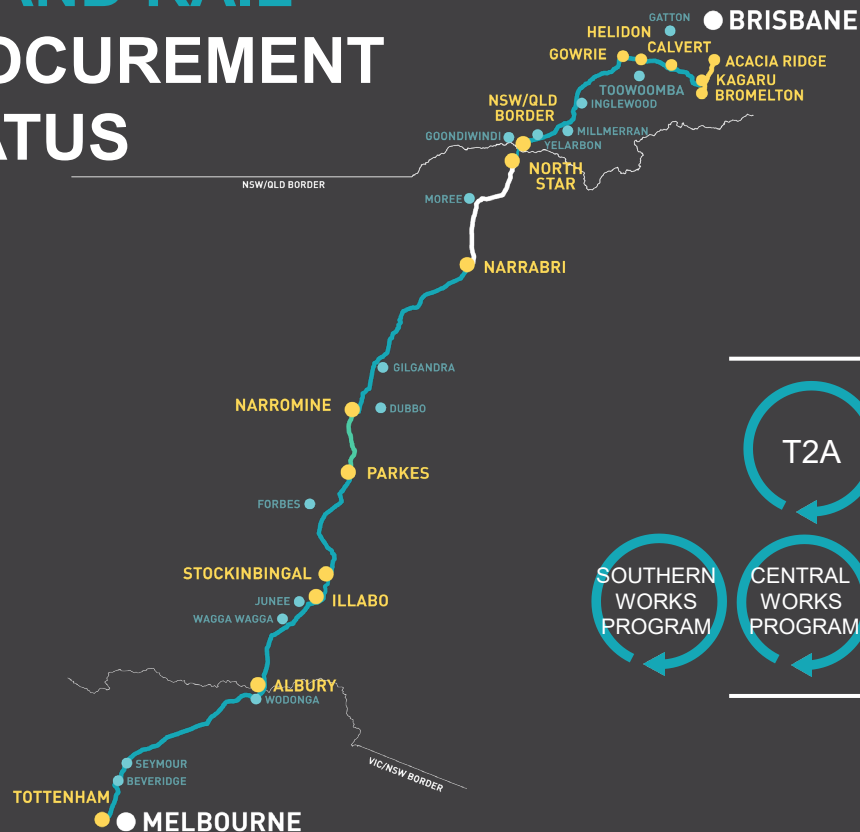 AND RAIL
OCUREMENT
ATUS
GATTON
BRISBANE
HELIDON
CALVERT
GOWRIE
ACACIA RIDGE
KAGARU
TOOWOOMBA
BROMELTON
NSW/QLD
BORDER
INGLEWOOD
MILLMERRAN
GOONDIWINDI
YELARBON
NORTH
STAR
NSW/QLD BORDER
MOREE
NARRABRI
GILGANDRA
NARROMINE
DUBBO
PARKES
FORBES
STOCKINBINGAL
JUNEE
ILLABO
WAGGA WAGGA
ALBURY
WODONGA
VIC/NSW BORDER
SEYMOUR
BEVERIDGE
TOTTENHAM
MELBOURNE
T2A
SOUTHERN
WORKS
PROGRAM
CENTRAL
WORKS
PROGRAM